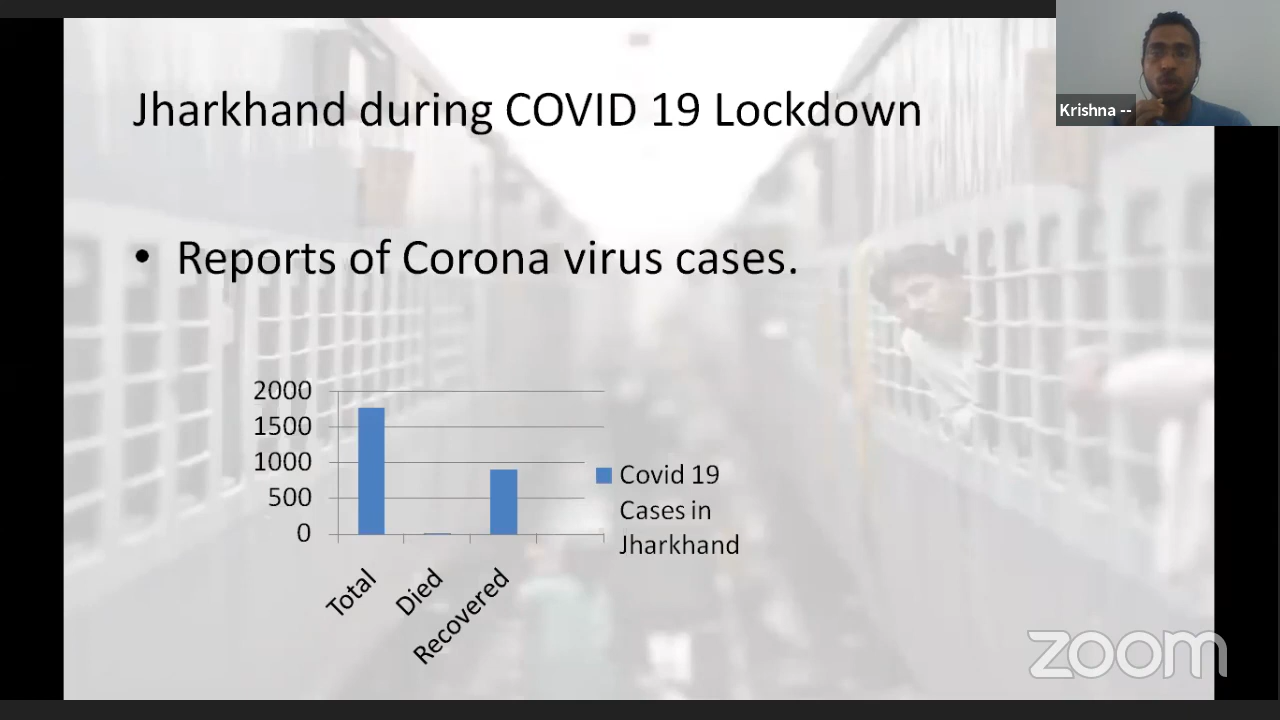 Jharkhand during COVID 19 Lockdown
Krishna --
• Reports of Corona virus cases.
2000
1500
1000
500
0
Total
Died
Recovered
Covid 19
Cases in
Jharkhand
zoom